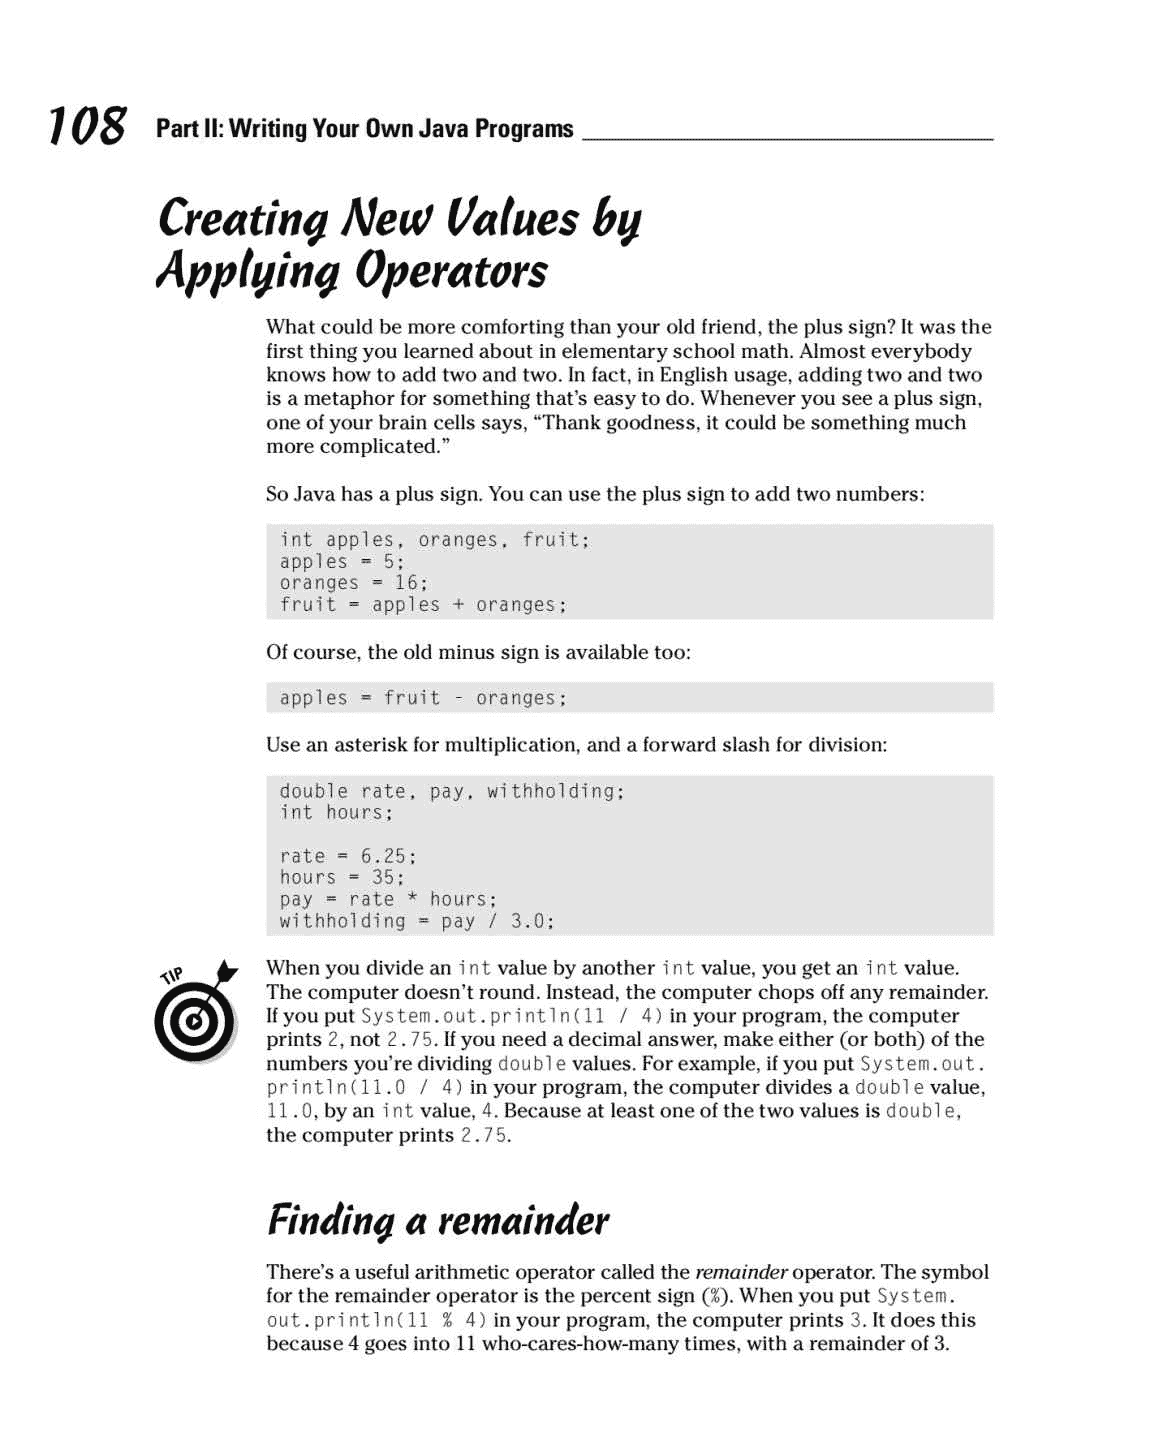 108 Part II: Writing Your Own Java Programs
Creating New Values by
Applying Operators
What could be more comforting than your old friend, the plus sign? It was the
first thing you learned about in elementary school math. Almost everybody
knows how to add two and two. In fact, in English usage, adding two and two
is a metaphor for something that's easy to do. Whenever you see a plus sign,
one of your brain cells says, “Thank goodness, it could be something much
more complicated.”
So Java has a plus sign. You can use the plus sign to add two numbers:
int apples, oranges, fruit;
apples = 5;
oranges = 16;
fruit = apples + oranges;
Of course, the old minus sign is available too:
apples = fruit - oranges;
Use an asterisk for multiplication, and a forward slash for division:
double rate, pay, withholding;
int hours;
rate = 6.25;
hours = 35;
pay = rate * hours;
withholding = pay / 3.0;
TIP
When you divide an int value by another int value, you get an int value.
The computer doesn't round. Instead, the computer chops off any remainder.
If you put System.out.println(11 / 4) in your program, the computer
prints 2, not 2.75. If you need a decimal answer, make either (or both) of the
numbers you're dividing double values. For example, if you put System.out.
println(11.0 / 4) in your program, the computer divides a double value,
11.0, by an int value, 4. Because at least one of the two values is double,
the computer prints 2.75.
Finding a remainder
There's a useful arithmetic operator called the remainder operator. The symbol
for the remainder operator is the percent sign (%). When you put System.
out.println(11 % 4) in your program, the computer prints 3. It does this
because 4 goes into 11 who-cares-how-many times, with a remainder of 3.